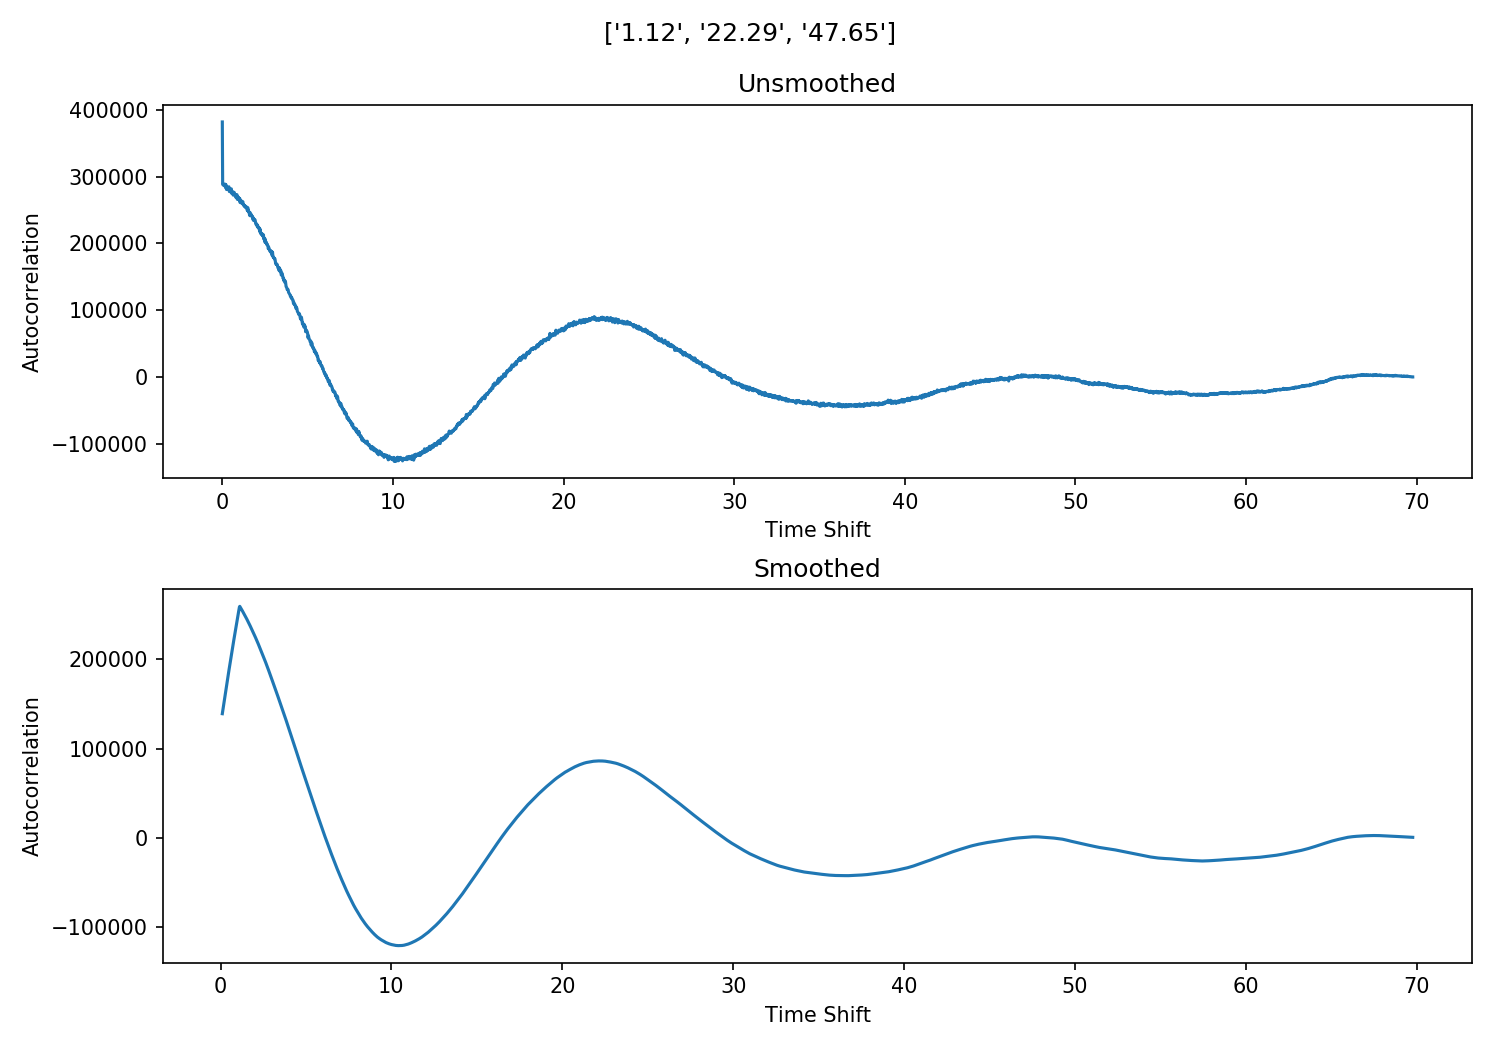 ['1.12', '22.29', '47.65']
Unsmoothed
400000
300000
200000
100000
0
−100000
Autocorrelation
0 10 20 30 40 50 60 70
Time Shift
Smoothed
200000
100000
0
−100000
Autocorrelation
0 10 20 30 40 50 60 70
Time Shift